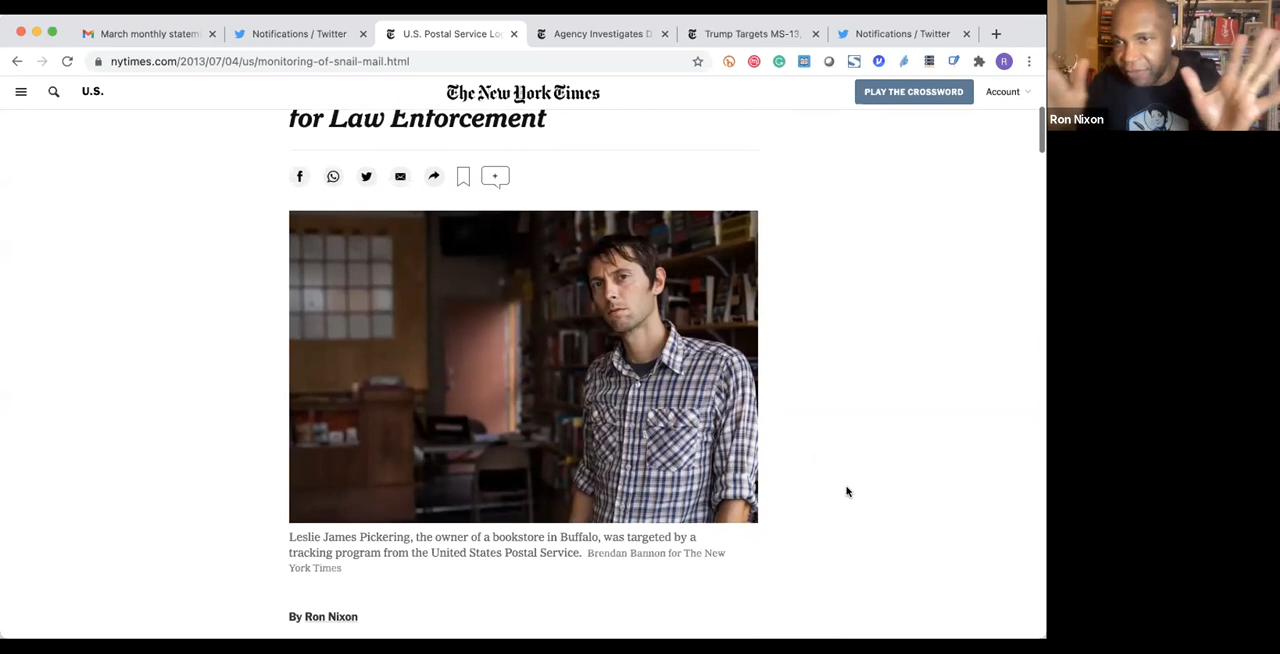 March monthly statem
Notifications / Twitter
U.S. Postal Service Lo
Agency Investigates D
Trump Targets MS-13,
Notifications / Twitter
nytimes.com/2013/07/04/us/monitoring-of-snail-mail.html
R
U.S.
The New York Times
PLAY THE CROSSWORD
Account
Ron Nixon
for Law Enforcement
Leslie James Pickering, the owner of a bookstore in Buffalo, was targeted by a
tracking program from the United States Postal Service. Brendan Bannon for The New
York Times
By Ron Nixon